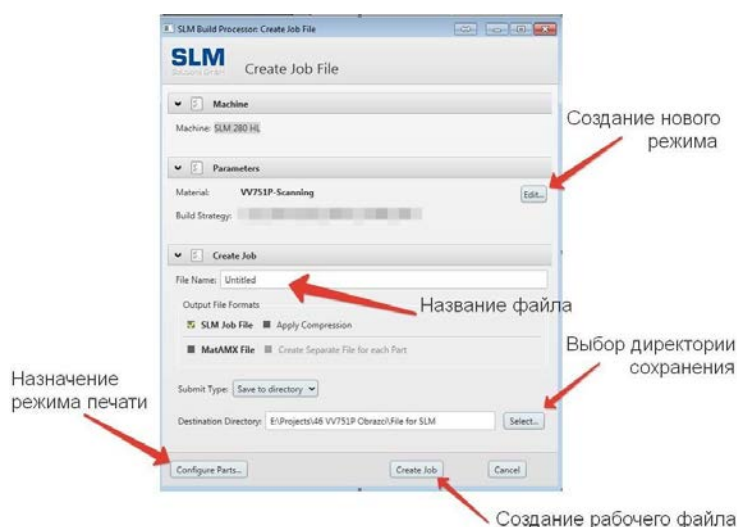 SLM Build Processor: Create Job File
SLM
Create Job File
Machine
Machine: SLM 280 HL
Создание нового
режима
Parameters
Material: VV751P-Scanning
Edit...
Build Strategy:
Create Job
File Name: Untitled
Название файла
Output File Formats
SLM Job File Apply Compression
MatAMX File Create Separate File for each Part
Выбор директории
сохранения
Назначение
режима печати
Submit Type: Save to directory
Destination Directory: E:\Projects\46 VV751P Obrazci\File for SLM
Select...
Configure Parts...
Create Job
Cancel
Создание рабочего файла